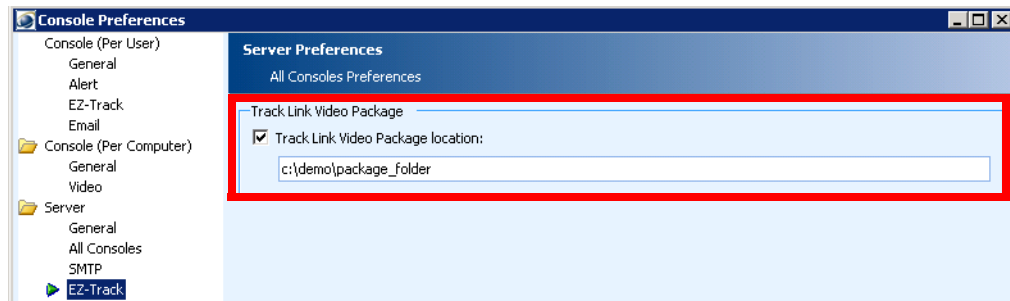 Console Preferences
Console (Per User)
General
Alert
EZ-Track
Email
Console (Per Computer)
General
Video
Server
General
All Consoles
SMTP
EZ-Track
Server Preferences
All Consoles Preferences
Track Link Video Package
Track Link Video Package location:
c:\demo\package_folder